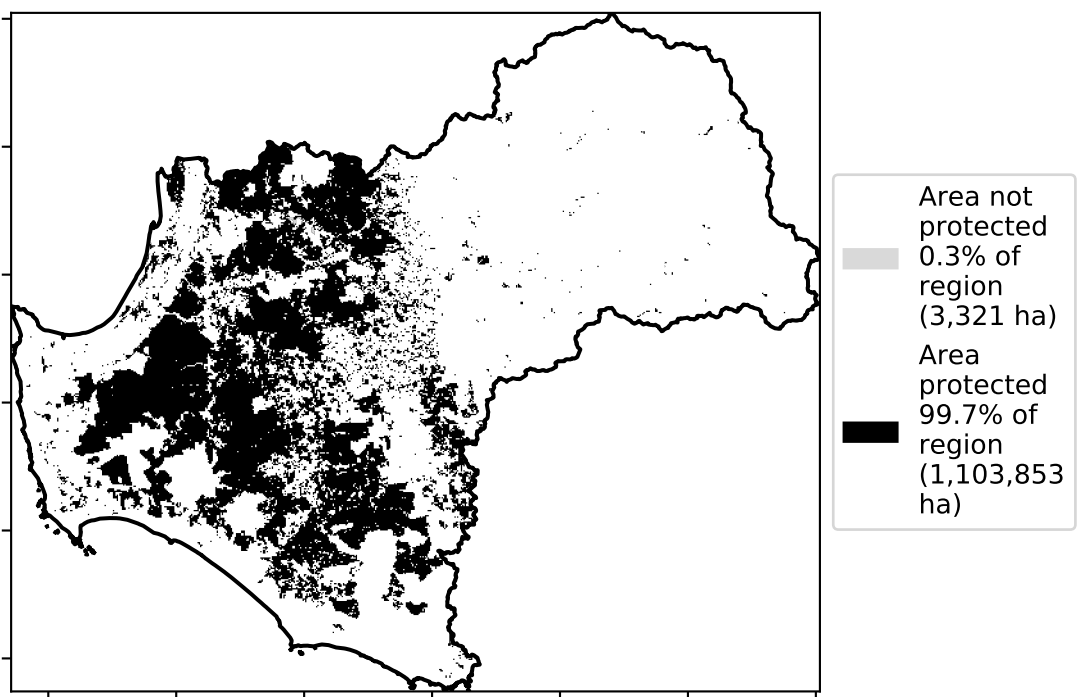 Area not
protected
0.3% of
region
(3,321 ha)
Area
protected
99.7% of
region
(1,103,853
ha)